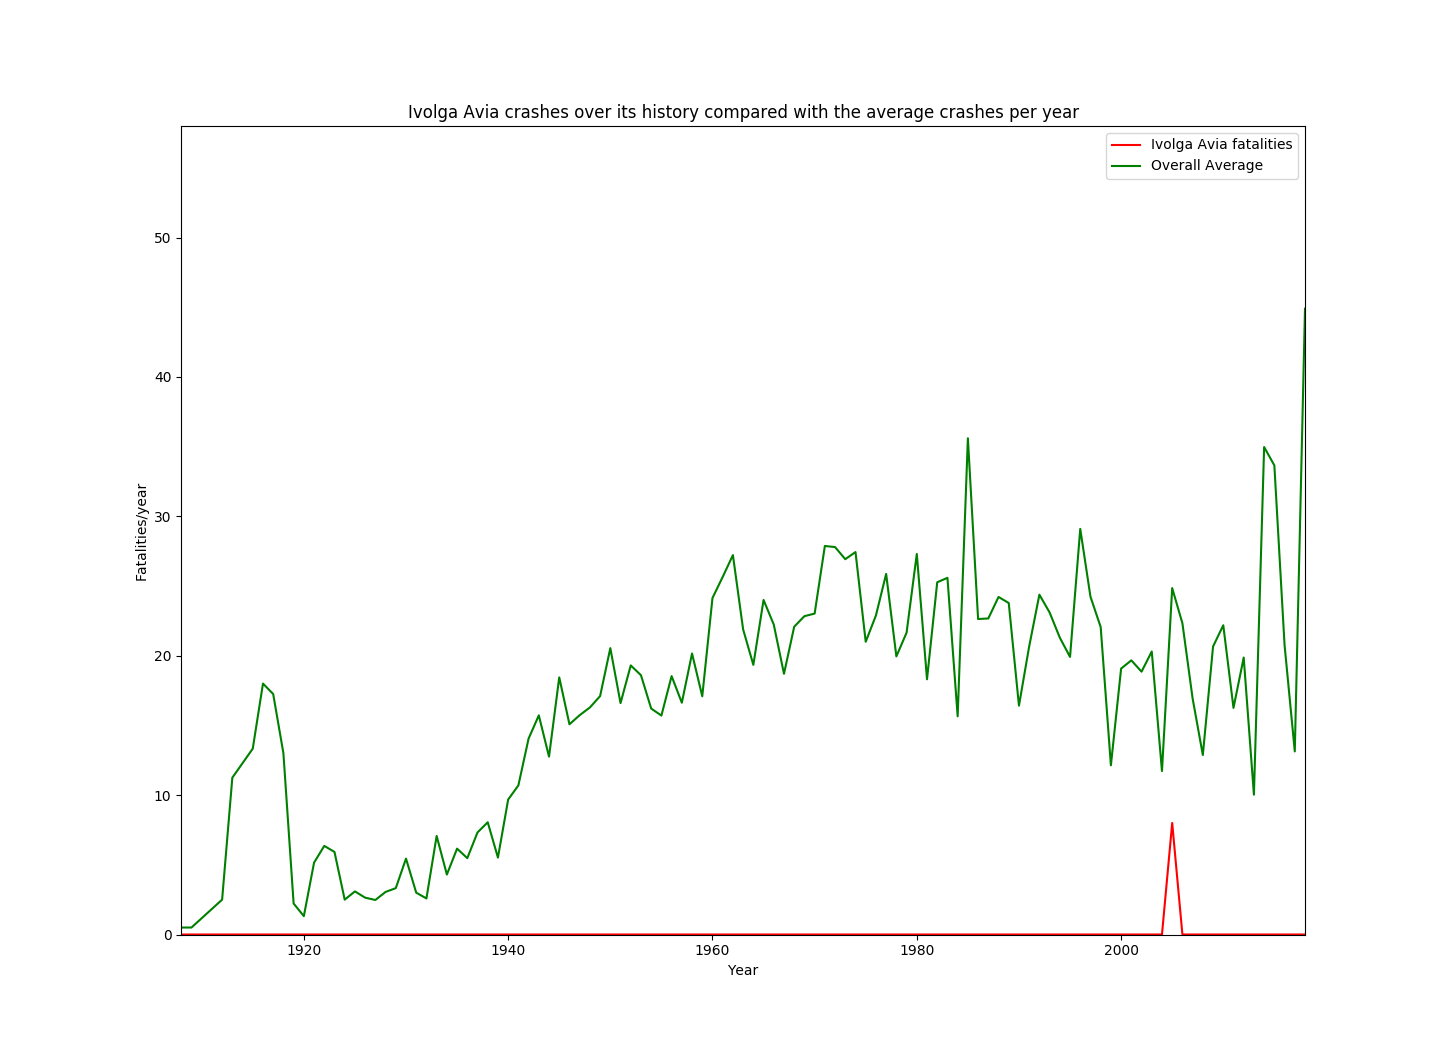 Ivolga Avia crashes over its history compared with the average crashes per year
Ivolga Avia fatalities
Overall Average
50
40
30
20
10
0
Fatalities/year
1920 1940 1960 1980 2000
Year